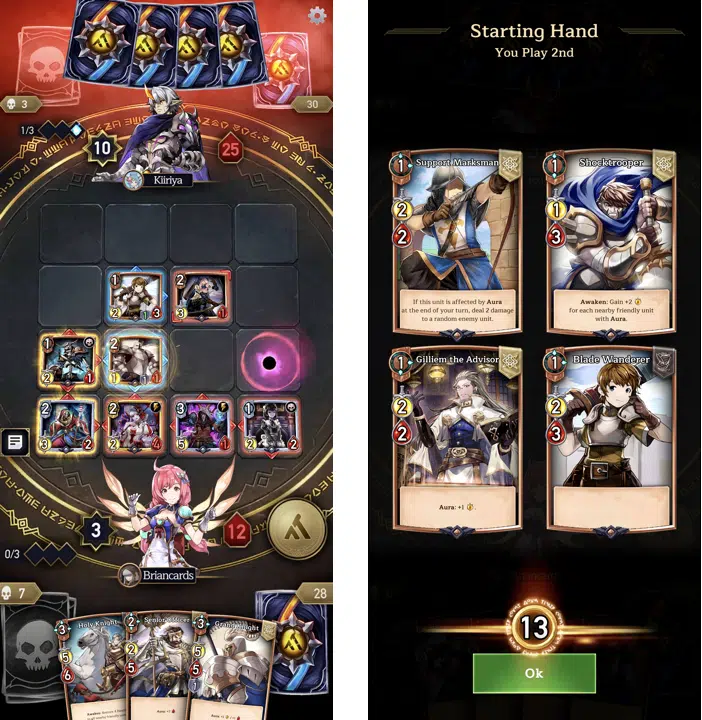 3
30
1/3
10
25
Kiiriya
1
2
2
3
2
1
2
2
1
1
2
2
3
1
3
2
4
1
5
1
2
2
3
12
0/3
Briancards
7
28
3
Holy Knight
5
6
2
Senior Officer
5
5
3
Grand Knight
5
1
Starting Hand
You Play 2nd
1
Support Marksman
2
2
If this unit is affected by Aura
at the end of your turn, deal 2 damage
to a random enemy unit.
1
Shocktrooper
1
3
Awaken: Gain +2
for each nearby friendly unit
with Aura.
1
Gilliem the Advisor
2
2
Aura: +1 .
1
Blade Wanderer
2
3
13
Ok